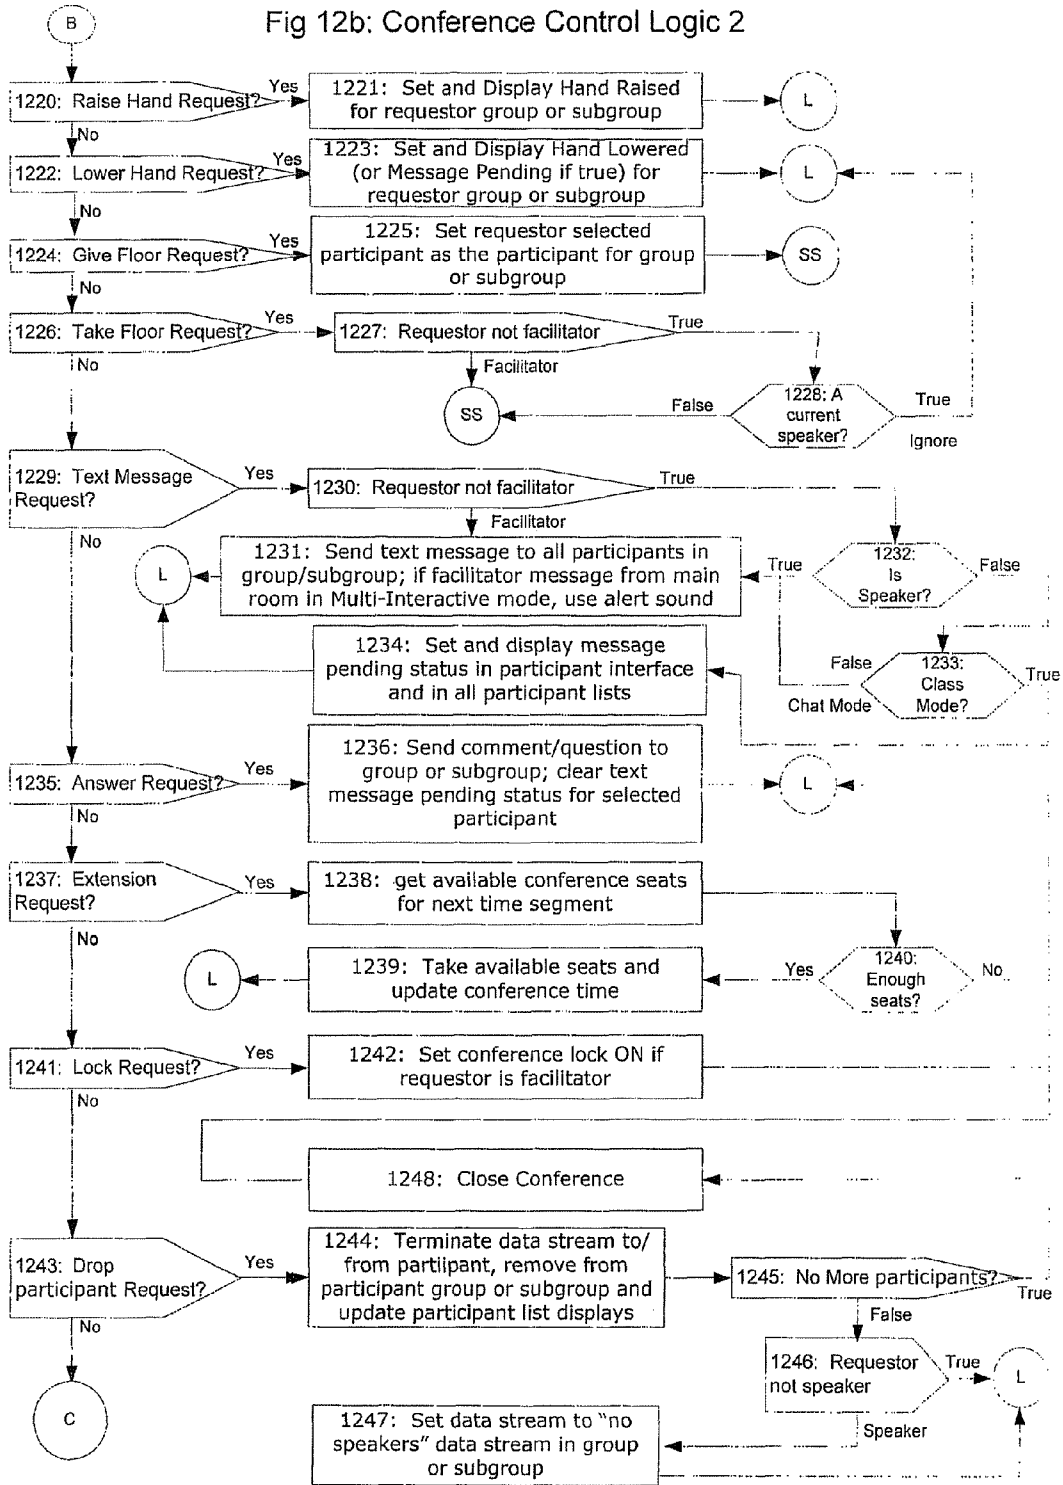 Fig 12b: Conference Control Logic 2
B
1220: Raise Hand Request?
Yes
1221: Set and Display Hand Raised
for requestor group or subgroup
L
No
1222: Lower Hand Request?
Yes
1223: Set and Display Hand Lowered
(or Message Pending if true) for
requestor group or subgroup
L
No
1224: Give Floor Request?
Yes
1225: Set requestor selected
participant as the participant for group
or subgroup
SS
No
1226: Take Floor Request?
Yes
1227: Requestor not facilitator
True
No
Facilitator
SS
False
1228: A
current
speaker?
True
Ignore
1229: Text Message
Request?
Yes
1230: Requestor not facilitator
True
No
Facilitator
L
1231: Send text message to all participants in
group/subgroup; if facilitator message from main
room in Multi-Interactive mode, use alert sound
True
1232:
Is
Speaker?
False
1234: Set and display message
pending status in participant interface
and in all participant lists
False
Chat Mode
1233:
Class
Mode?
True
1235: Answer Request?
Yes
1236: Send comment/question to
group or subgroup; clear text
message pending status for selected
participant
L
No
1237: Extension
Request?
Yes
1238: get available conference seats
for next time segment
No
L
1239: Take available seats and
update conference time
Yes
1240:
Enough
seats?
No
1241: Lock Request?
Yes
1242: Set conference lock ON if
requestor is facilitator
No
1248: Close Conference
1243: Drop
participant Request?
Yes
1244: Terminate data stream to/
from partiipant, remove from
participant group or subgroup and
update participant list displays
1245: No More participants?
True
No
False
C
1246: Requestor
not speaker
True
L
Speaker
1247: Set data stream to "no
speakers" data stream in group
or subgroup